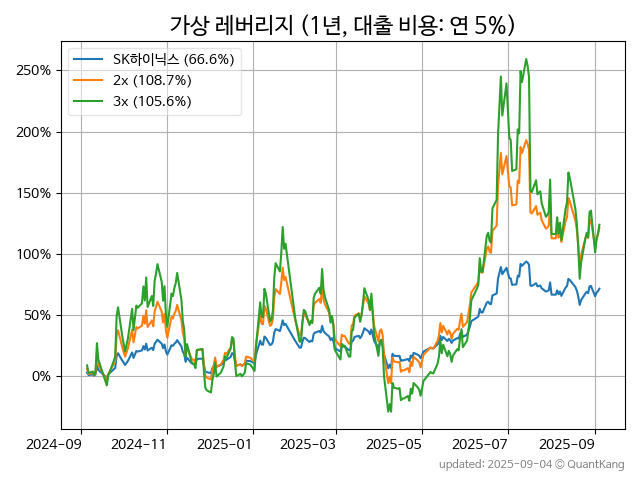 가상 레버리지 (1년, 대출 비용: 연 5%)
SK하이닉스 (66.6%)
2x (108.7%)
3x (105.6%)
250%
200%
150%
100%
50%
0%
2024-09
2024-11
2025-01
2025-03
2025-05
2025-07
2025-09
updated: 2025-09-04 © QuantKang